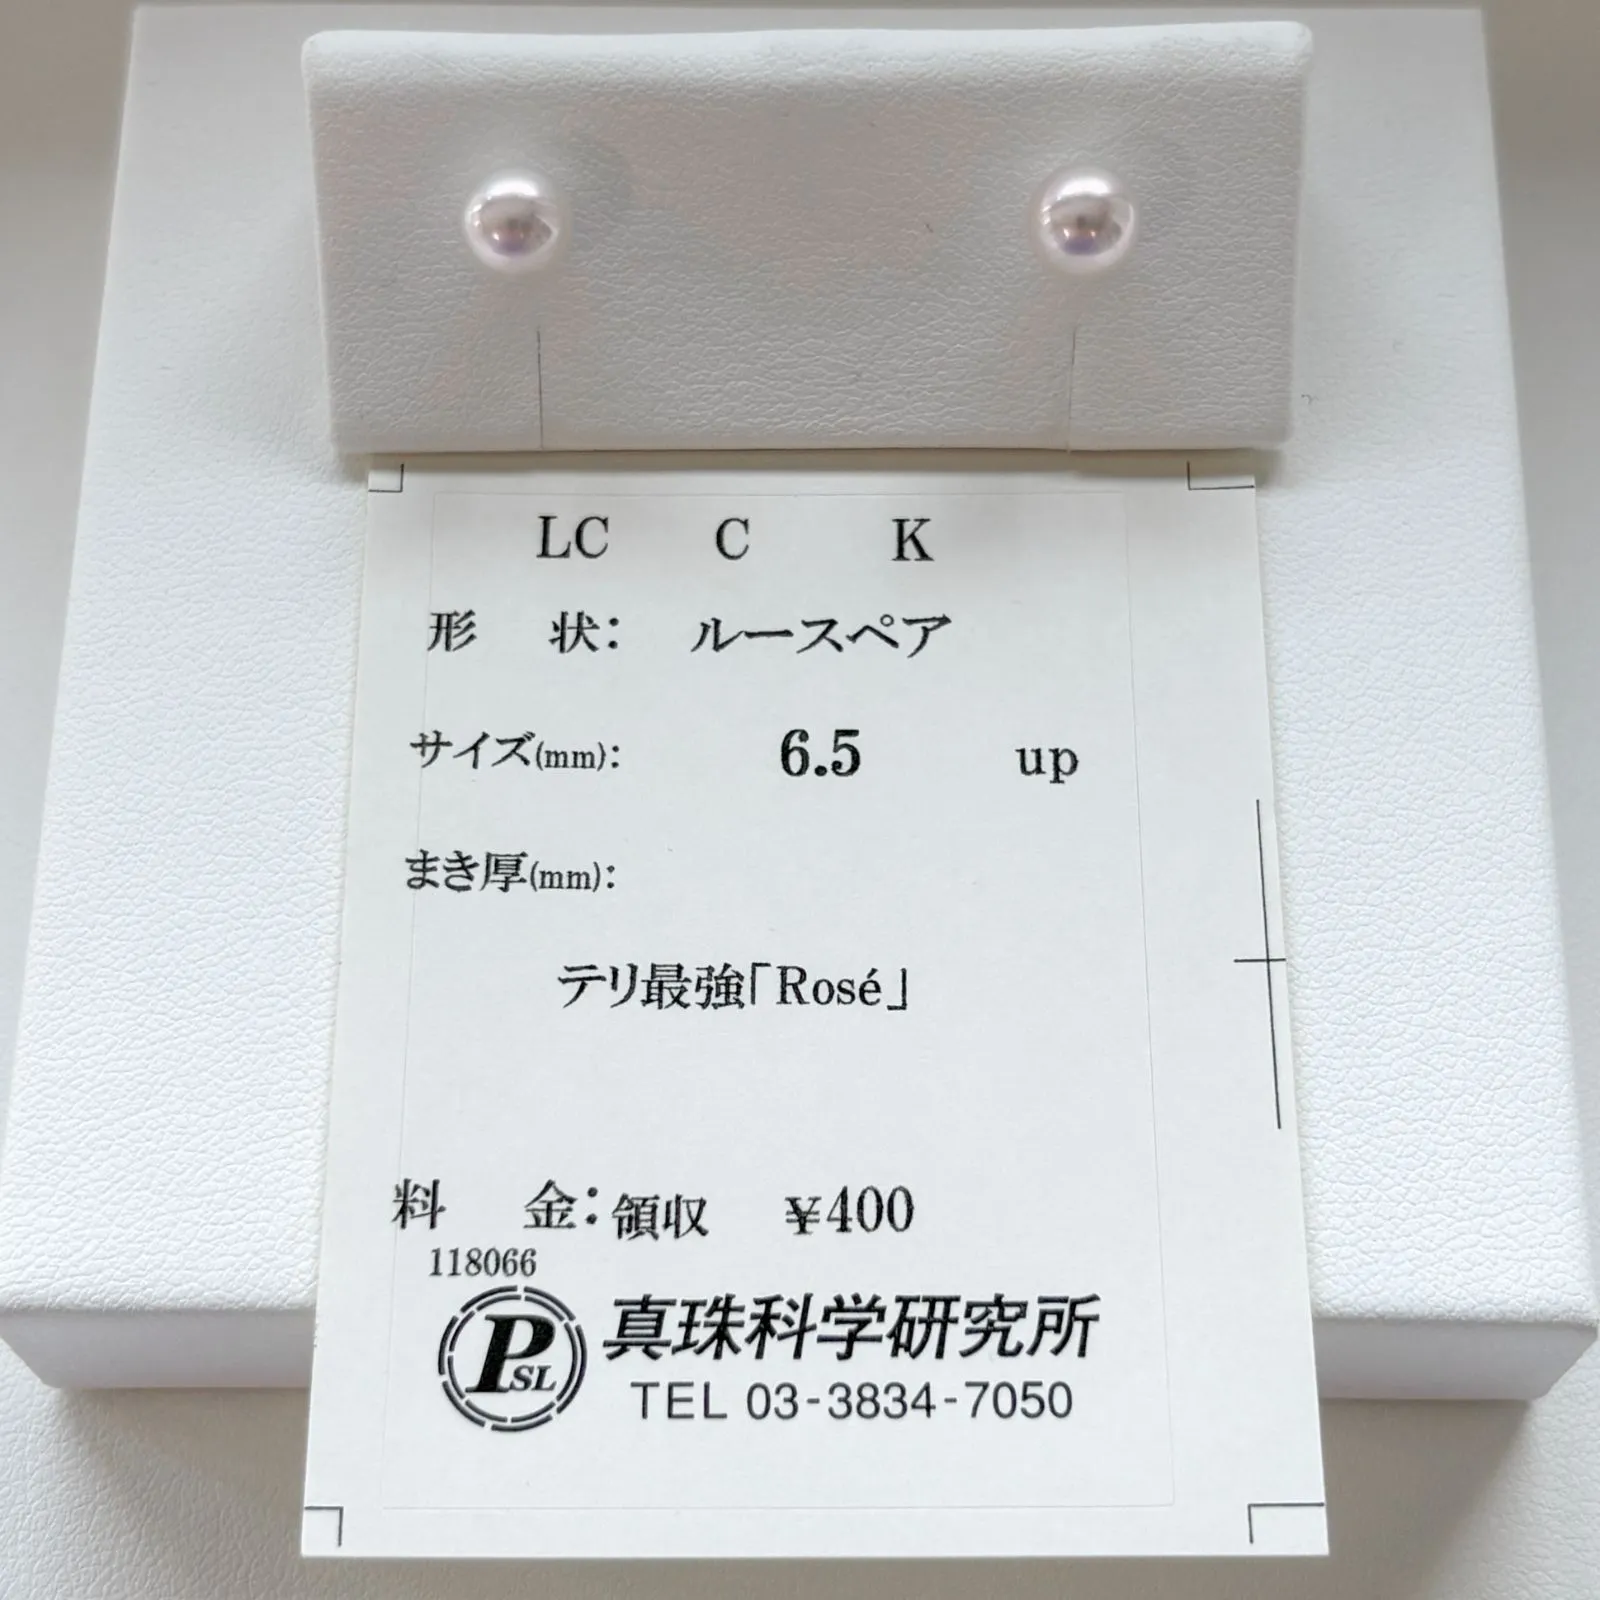 LC C K
形 状: ルースペア
サイズ(mm): 6.5 up
まき厚(mm):
テリ最強「Rosé」
料 金: 領収 ¥400
118066
PSL 真珠科学研究所
TEL 03-3834-7050